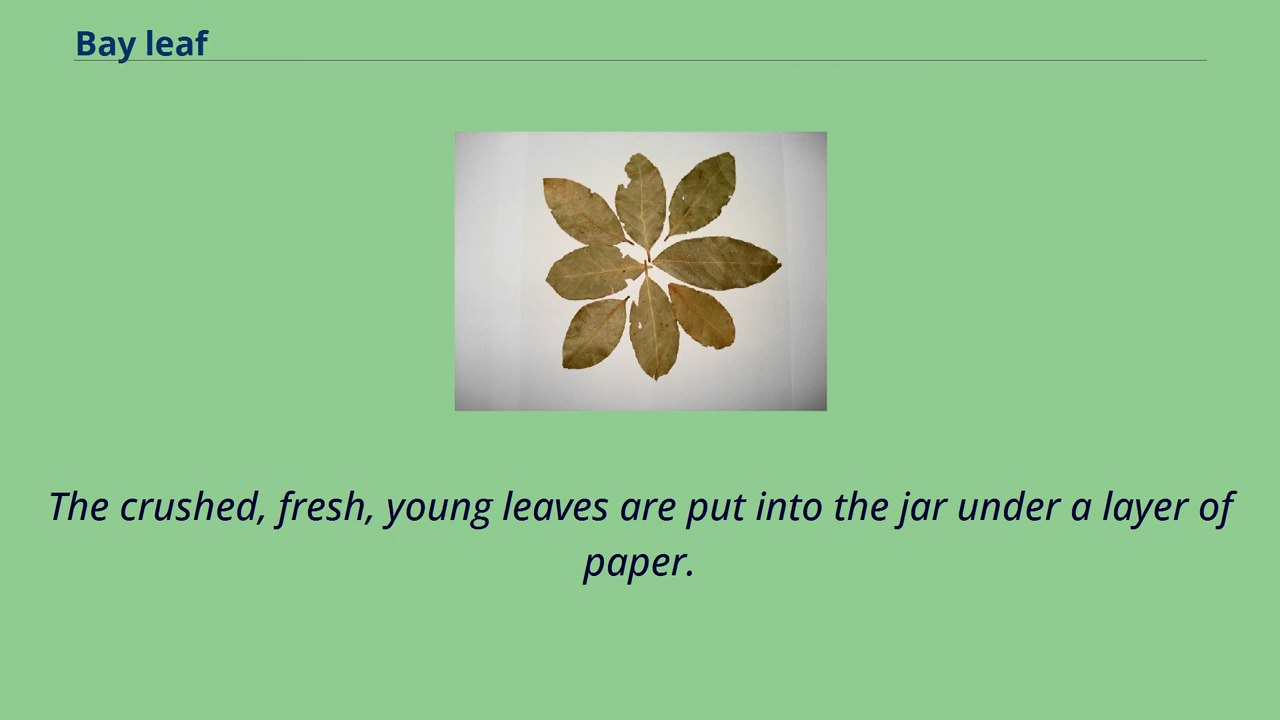 Bay leaf
The crushed, fresh, young leaves are put into the jar under a layer of
paper.